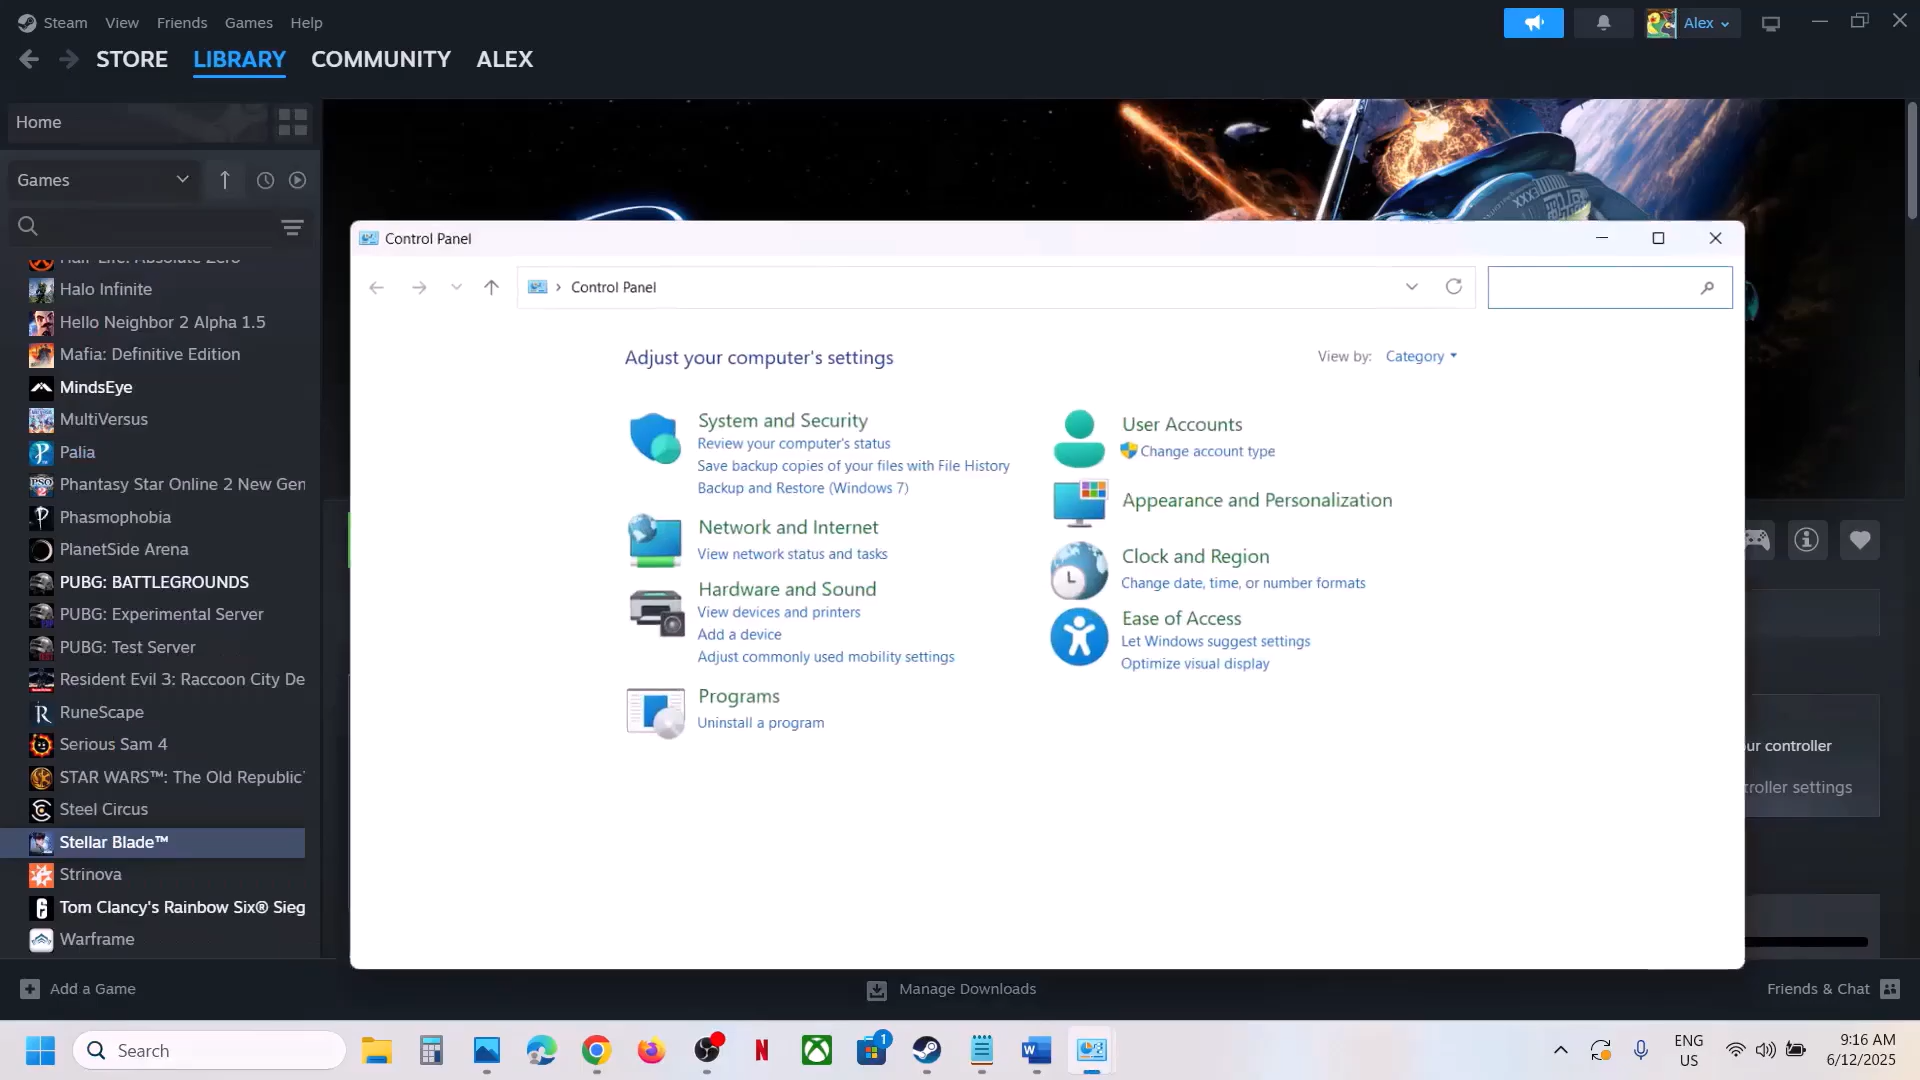 Steam View Friends Games Help
Alex
STORE LIBRARY COMMUNITY ALEX
Home
Games
Half-Life: Absolute Zero
Halo Infinite
Hello Neighbor 2 Alpha 1.5
Mafia: Definitive Edition
MindsEye
MultiVersus
Palia
Phantasy Star Online 2 New Gen
Phasmophobia
PlanetSide Arena
PUBG: BATTLEGROUNDS
PUBG: Experimental Server
PUBG: Test Server
Resident Evil 3: Raccoon City De
RuneScape
Serious Sam 4
STAR WARS™: The Old Republic
Steel Circus
Stellar Blade™
Strinova
Tom Clancy's Rainbow Six® Sieg
Warframe
Control Panel
Control Panel
Adjust your computer's settings
View by: Category
System and Security
Review your computer's status
Save backup copies of your files with File History
Backup and Restore (Windows 7)
Network and Internet
View network status and tasks
Hardware and Sound
View devices and printers
Add a device
Adjust commonly used mobility settings
Programs
Uninstall a program
User Accounts
Change account type
Appearance and Personalization
Clock and Region
Change date, time, or number formats
Ease of Access
Let Windows suggest settings
Optimize visual display
ur controller
roller settings
Add a Game
Manage Downloads
Friends & Chat
Search
1
ENG
US
9:16 AM
6/12/2025